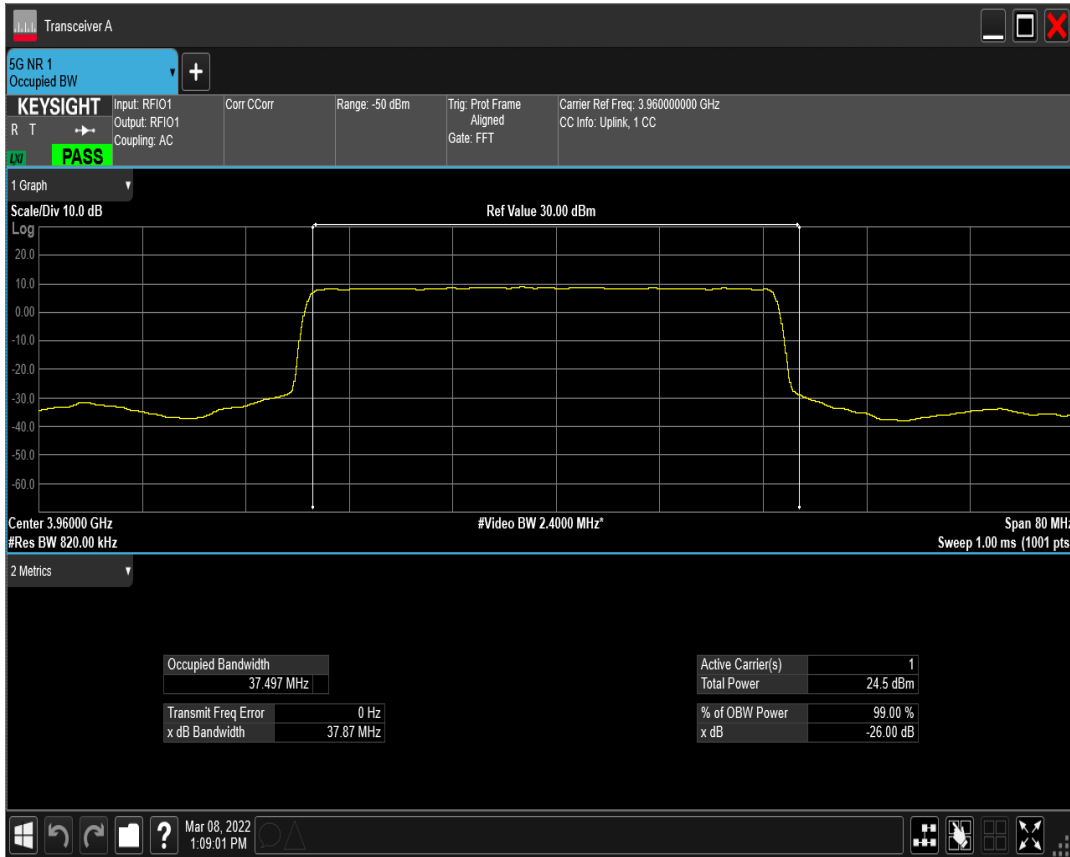 Transceiver A
5G NR 1
Occupied BW
KEYSIGHT
R T
LXI
PASS
Input: RFIO1
Output: RFIO1
Coupling: AC
Corr CCorr
Range: -50 dBm
Trig: Prot Frame
Aligned
Gate: FFT
Carrier Ref Freq: 3.960000000 GHz
CC Info: Uplink, 1 CC
1 Graph
Scale/Div 10.0 dB
Ref Value 30.00 dBm
Log
20.0
10.0
0.00
-10.0
-20.0
-30.0
-40.0
-50.0
-60.0
Center 3.96000 GHz
#Video BW 2.4000 MHz*
Span 80 MHz
#Res BW 820.00 kHz
Sweep 1.00 ms (1001 pts
2 Metrics
Occupied Bandwidth
37.497 MHz
Transmit Freq Error 0 Hz
x dB Bandwidth 37.87 MHz
Active Carrier(s) 1
Total Power 24.5 dBm
% of OBW Power 99.00 %
x dB -26.00 dB
?
Mar 08, 2022
1:09:01 PM